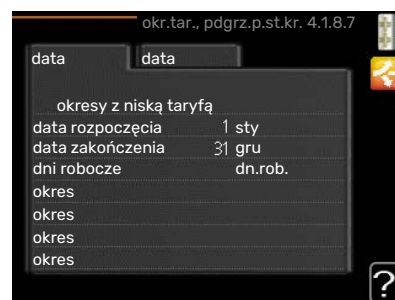 okr.tar., pdgrz.p.st.kr. 4.1.8.7
data data
okresy z niską taryfą
data rozpoczęcia 1 sty
data zakończenia 31 gru
dni robocze dn.rob.
okres
okres
okres
okres
?